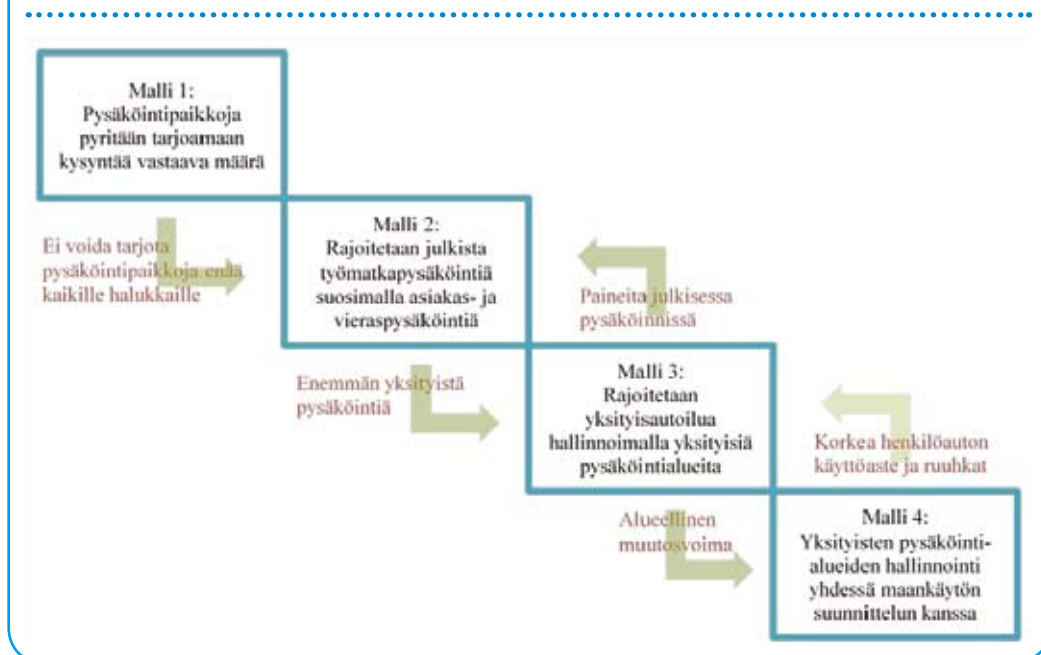 Malli 1:
Pysäköintipaikkoja
pyritään tarjoamaan
kysyntää vastaava määrä
Ei voida tarjota
pysäköintipaikkoja enää
kaikille halukkaille
Malli 2:
Rajoitetaan julkista
työmatkapysäköintiä
suosimalla asiakas- ja
vieraspysäköintiä
Paineita julkisessa
pysäköinnissä
Enemmän yksityistä
pysäköintiä
Malli 3:
Rajoitetaan
yksityisautoilua
hallinnoimalla yksityisiä
pysäköintialueita
Korkea henkilöauton
käyttöaste ja ruuhkat
Alueellinen
muutosvoima
Malli 4:
Yksityisten pysäköinti-
alueiden hallinnointi
yhdessä maankäytön
suunnittelun kanssa